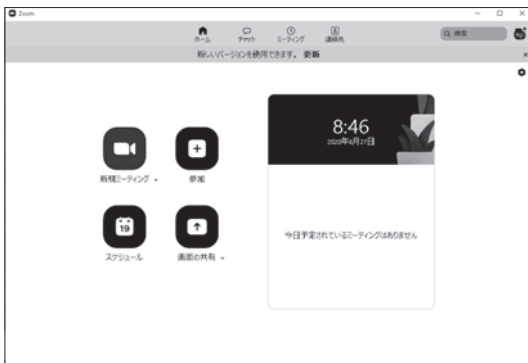 Zoom
ホーム
チャット
ミーティング
連絡先
検索
新しいバージョンを使用できます。 更新
8:46
2020年8月27日
新規ミーティング
参加
19
スケジュール
画面の共有
今日予定されているミーティングはありません